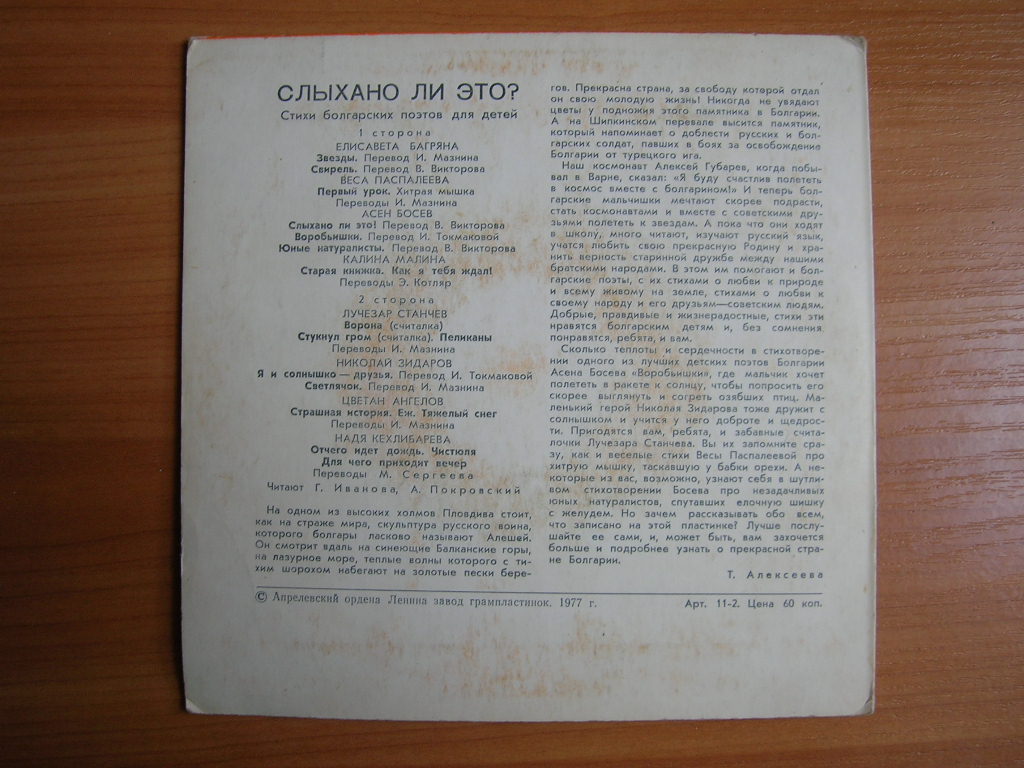 СЛЫХАНО ЛИ ЭТО?
Стихи болгарских поэтов для детей
1 сторона
ЕЛИСАВЕТА БАГРЯНА
Звезды. Перевод И. Мазнина
Свирель. Перевод В. Викторова
ВЕСА ПАСПАЛЕЕВА
Первый урок. Хитрая мышка
Переводы И. Мазнина
АСЕН БОСЕВ
Слыхано ли это! Перевод В. Викторова
Воробьишки. Перевод И. Токмаковой
Юные натуралисты. Перевод В. Викторова
КАЛИНА МАЛИНА
Старая книжка. Как я тебя ждал!
Переводы Э. Котляр
2 сторона
ЛУЧЕЗАР СТАНЧЕВ
Ворона (считалка)
Стукнул гром (считалка). Пеликаны
Переводы И. Мазнина
НИКОЛАЙ ЗИДАРОВ
Я и солнышко — друзья. Перевод И. Токмаковой
Светлячок. Перевод И. Мазнина
ЦВЕТАН АНГЕЛОВ
Страшная история. Еж. Тяжелый снег
Переводы И. Мазнина
НАДЯ КЕХЛИБАРЕВА
Отчего идет дождь. Чистюля
Для чего приходит вечер
Переводы М. Сергеева
Читают Г. Иванова, А. Покровский
На одном из высоких холмов Пловдива стоит,
как на страже мира, скульптура русского воина,
которого болгары ласково называют Алешей.
Он смотрит вдаль на синеющие Балканские горы,
на лазурное море, теплые волны которого с ти-
хим шорохом набегают на золотые пески бере-
гов. Прекрасна страна, за свободу которой отдал
он свою молодую жизнь! Никогда не увядают
цветы у подножия этого памятника в Болгарии.
А на Шипкинском перевале высится памятник,
который напоминает о доблести русских и бол-
гарских солдат, павших в боях за освобождение
Болгарии от турецкого ига.
Наш космонавт Алексей Губарев, когда побы-
вал в Варне, сказал: «Я буду счастлив полететь
в космос вместе с болгарином!» И теперь бол-
гарские мальчишки мечтают скорее подрасти,
стать космонавтами и вместе с советскими дру-
зьями полететь к звездам. А пока что они ходят
в школу, много читают, изучают русский язык,
учатся любить свою прекрасную Родину и хра-
нить верность старинной дружбе между нашими
братскими народами. В этом им помогают и бол-
гарские поэты, с их стихами о любви к природе
и всему живому на земле, стихами о любви к
своему народу и его друзьям—советским людям.
Добрые, правдивые и жизнерадостные, стихи эти
нравятся болгарским детям и, без сомнения,
понравятся, ребята, и вам.
Сколько теплоты и сердечности в стихотворе-
нии одного из лучших детских поэтов Болгарии
Асена Босева «Воробьишки», где мальчик хочет
полететь в ракете к солнцу, чтобы попросить его
скорее выглянуть и согреть озябших птиц. Ма-
ленький герой Николая Зидарова тоже дружит с
солнышком и учится у него доброте и щедрос-
ти. Пригодятся вам, ребята, и забавные счита-
лочки Лучезара Станчева. Вы их запомните сра-
зу, как и веселые стихи Весы Паспалеевой про
хитрую мышку, таскавшую у бабки орехи. А не-
которые из вас, возможно, узнают себя в шутли-
вом стихотворении Босева про незадачливых
юных натуралистов, спутавших елочную шишку
с желудем. Но зачем рассказывать обо всем,
что записано на этой пластинке? Лучше послу-
шайте ее сами, и, может быть, вам захочется
больше и подробнее узнать о прекрасной стра-
не Болгарии.
Т. Алексеева
© Апрелевский ордена Ленина завод грампластинок. 1977 г.
Арт. 11-2. Цена 60 коп.